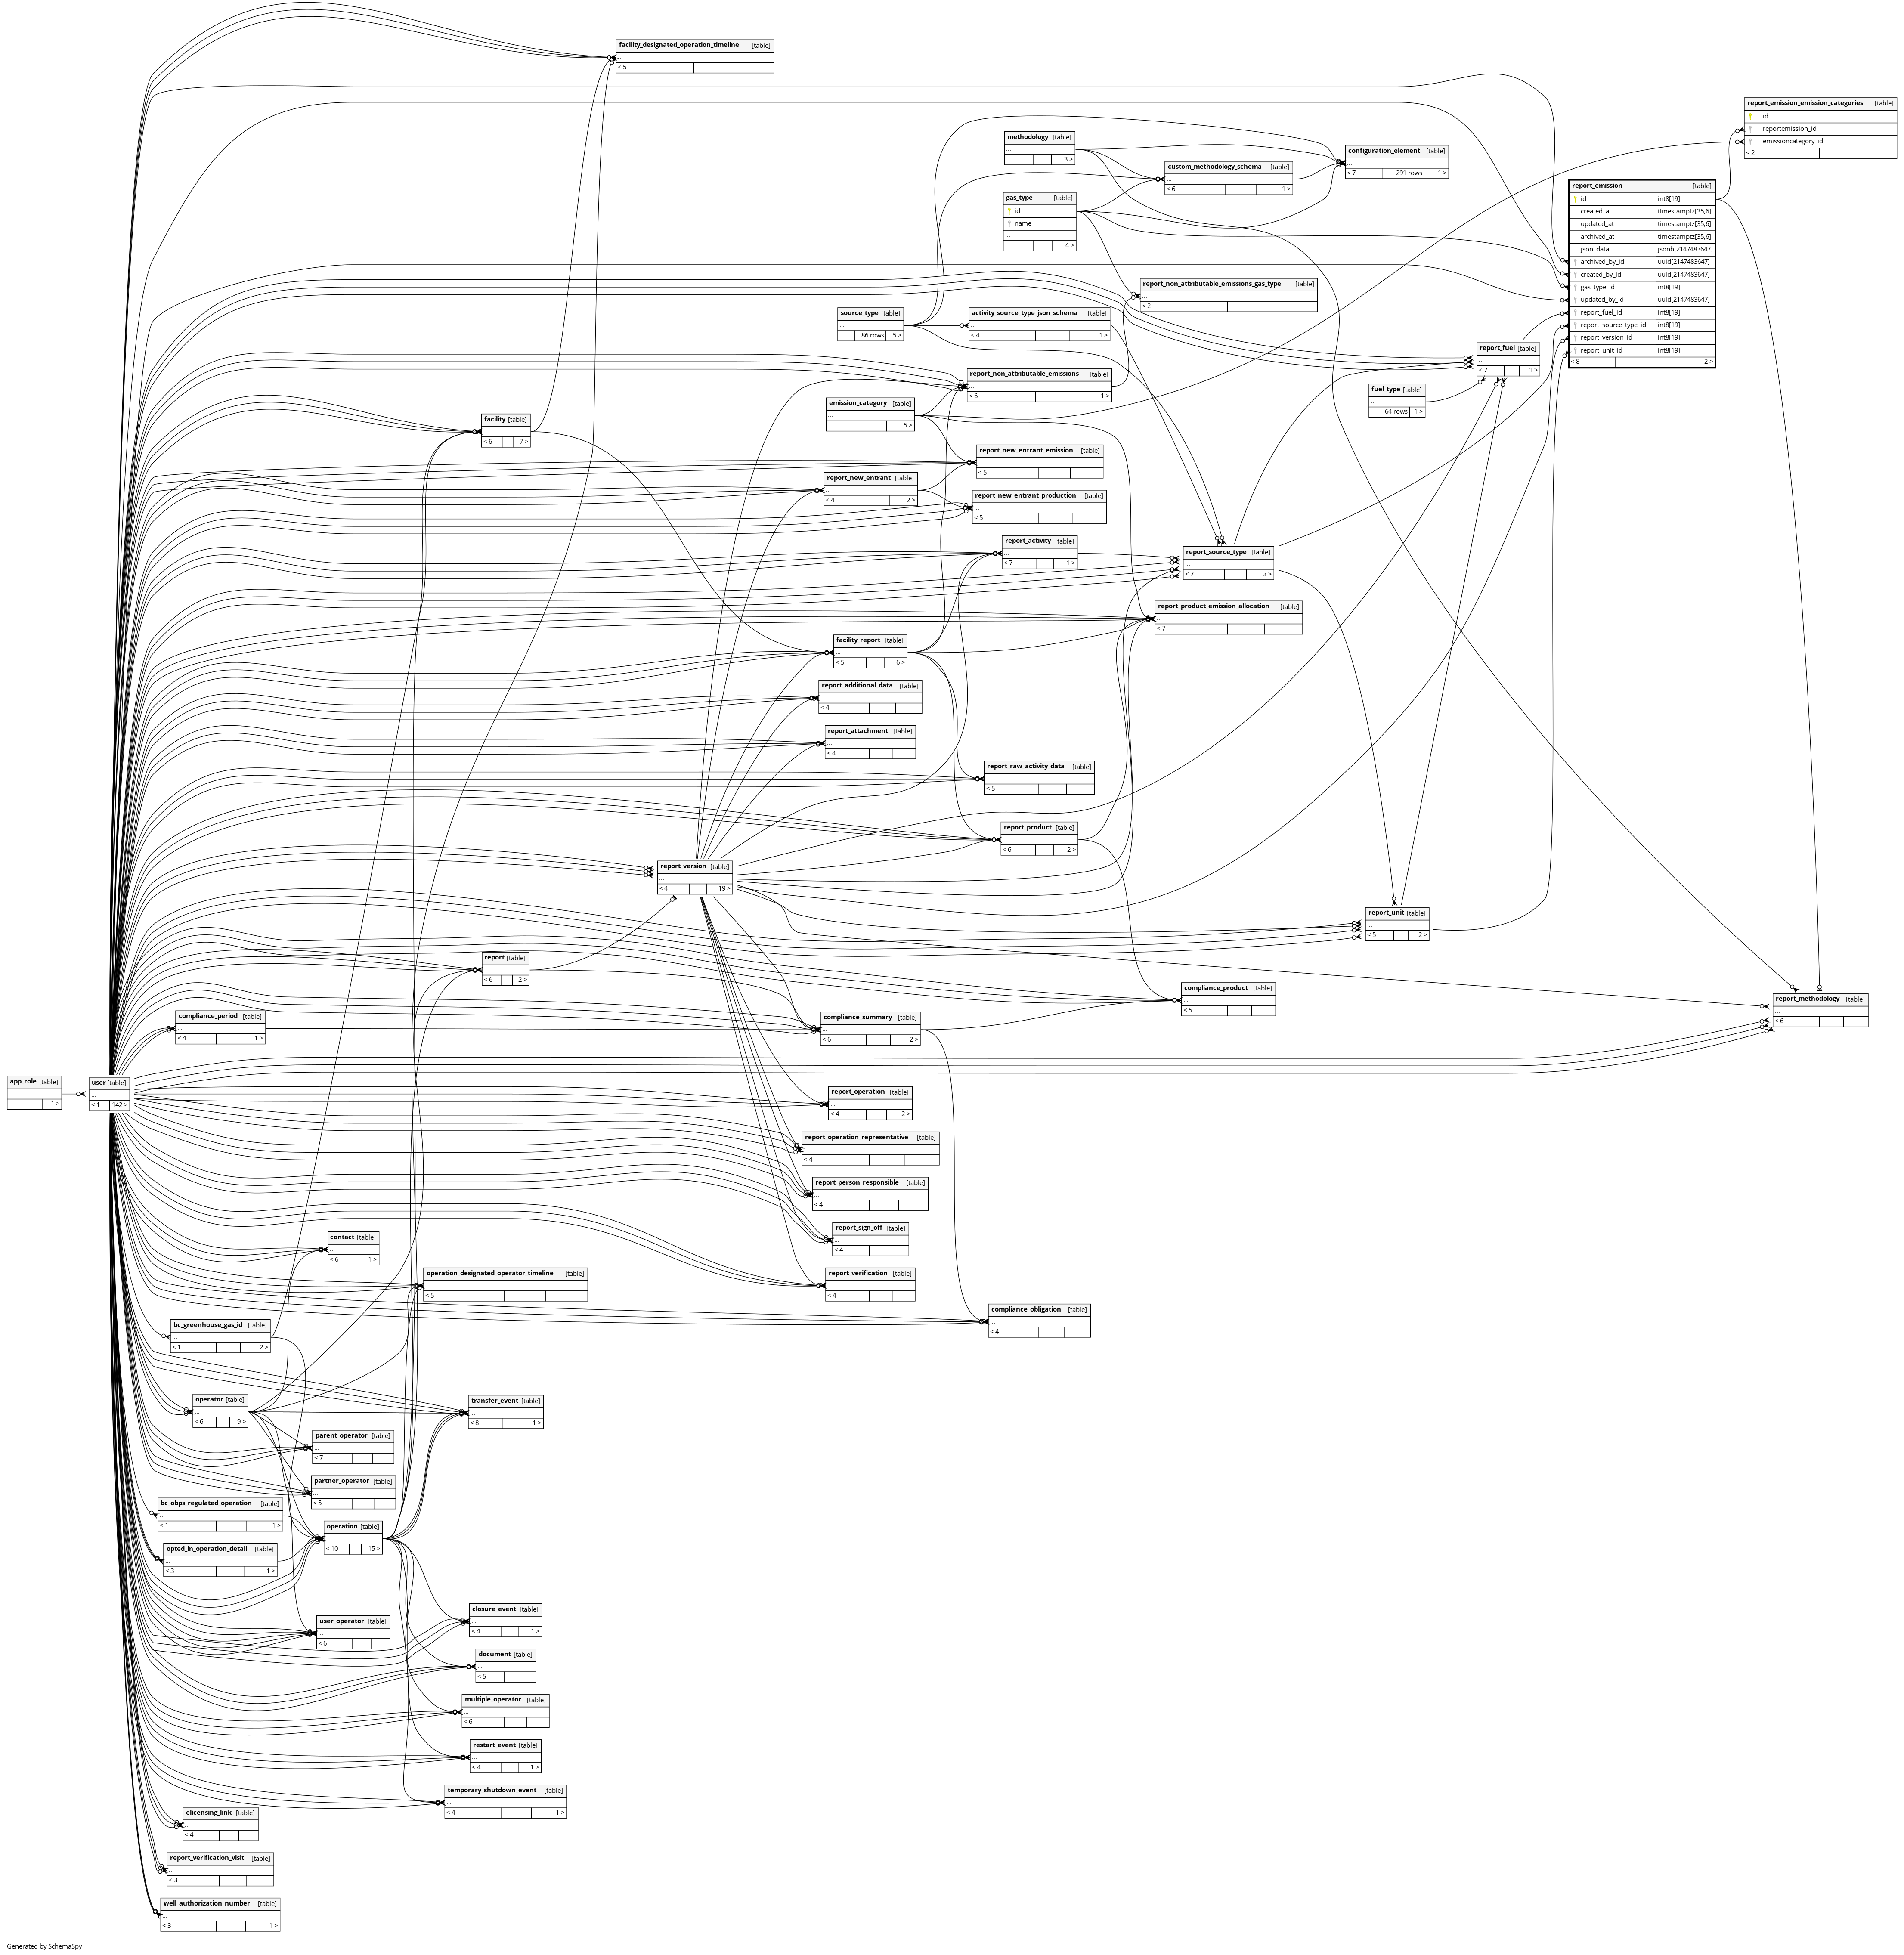 facility_designated_operation_timeline [table]
...
< 5
report_emission_emission_categories [table]
id
reportemission_id
emissioncategory_id
< 2
methodology [table]
...
3 >
configuration_element [table]
...
< 7 291 rows 1 >
custom_methodology_schema [table]
...
< 6 1 >
report_emission [table]
id int8[19]
created_at timestamptz[35,6]
updated_at timestamptz[35,6]
archived_at timestamptz[35,6]
json_data jsonb[2147483647]
archived_by_id uuid[2147483647]
created_by_id uuid[2147483647]
gas_type_id int8[19]
updated_by_id uuid[2147483647]
report_fuel_id int8[19]
report_source_type_id int8[19]
report_version_id int8[19]
report_unit_id int8[19]
< 8 2 >
gas_type [table]
id
name
...
4 >
report_non_attributable_emissions_gas_type [table]
...
< 2
source_type [table]
...
86 rows 5 >
activity_source_type_json_schema [table]
...
< 4 1 >
report_fuel [table]
...
< 7 1 >
report_non_attributable_emissions [table]
...
< 6 1 >
fuel_type [table]
...
64 rows 1 >
emission_category [table]
...
5 >
facility [table]
...
< 6 7 >
report_new_entrant_emission [table]
...
< 5
report_new_entrant [table]
...
< 4 2 >
report_new_entrant_production [table]
...
< 5
report_activity [table]
...
< 7 1 >
report_source_type [table]
...
< 7 3 >
report_product_emission_allocation [table]
...
< 7
facility_report [table]
...
< 5 6 >
report_additional_data [table]
...
< 4
report_attachment [table]
...
< 4
report_raw_activity_data [table]
...
< 5
report_product [table]
...
< 6 2 >
report_version [table]
...
< 4 19 >
report_unit [table]
...
< 5 2 >
report [table]
...
< 6 2 >
compliance_product [table]
...
< 5
report_methodology [table]
...
< 6
compliance_period [table]
...
< 4 1 >
compliance_summary [table]
...
< 6 2 >
app_role [table]
...
1 >
user [table]
...
< 1 142 >
report_operation [table]
...
< 4 2 >
report_operation_representative [table]
...
< 4
report_person_responsible [table]
...
< 4
report_sign_off [table]
...
< 4
contact [table]
...
< 6 1 >
operation_designated_operator_timeline [table]
...
< 5
report_verification [table]
...
< 4
compliance_obligation [table]
...
< 4
bc_greenhouse_gas_id [table]
...
< 1 2 >
operator [table]
...
< 6 9 >
transfer_event [table]
...
< 8 1 >
parent_operator [table]
...
< 7
partner_operator [table]
...
< 5
bc_obps_regulated_operation [table]
...
< 1 1 >
operation [table]
...
< 10 15 >
opted_in_operation_detail [table]
...
< 3 1 >
closure_event [table]
...
< 4 1 >
user_operator [table]
...
< 6
document [table]
...
< 5
multiple_operator [table]
...
< 6
restart_event [table]
...
< 4 1 >
temporary_shutdown_event [table]
...
< 4 1 >
elicensing_link [table]
...
< 4
report_verification_visit [table]
...
< 3
well_authorization_number [table]
...
< 3 1 >
Generated by SchemaSpy